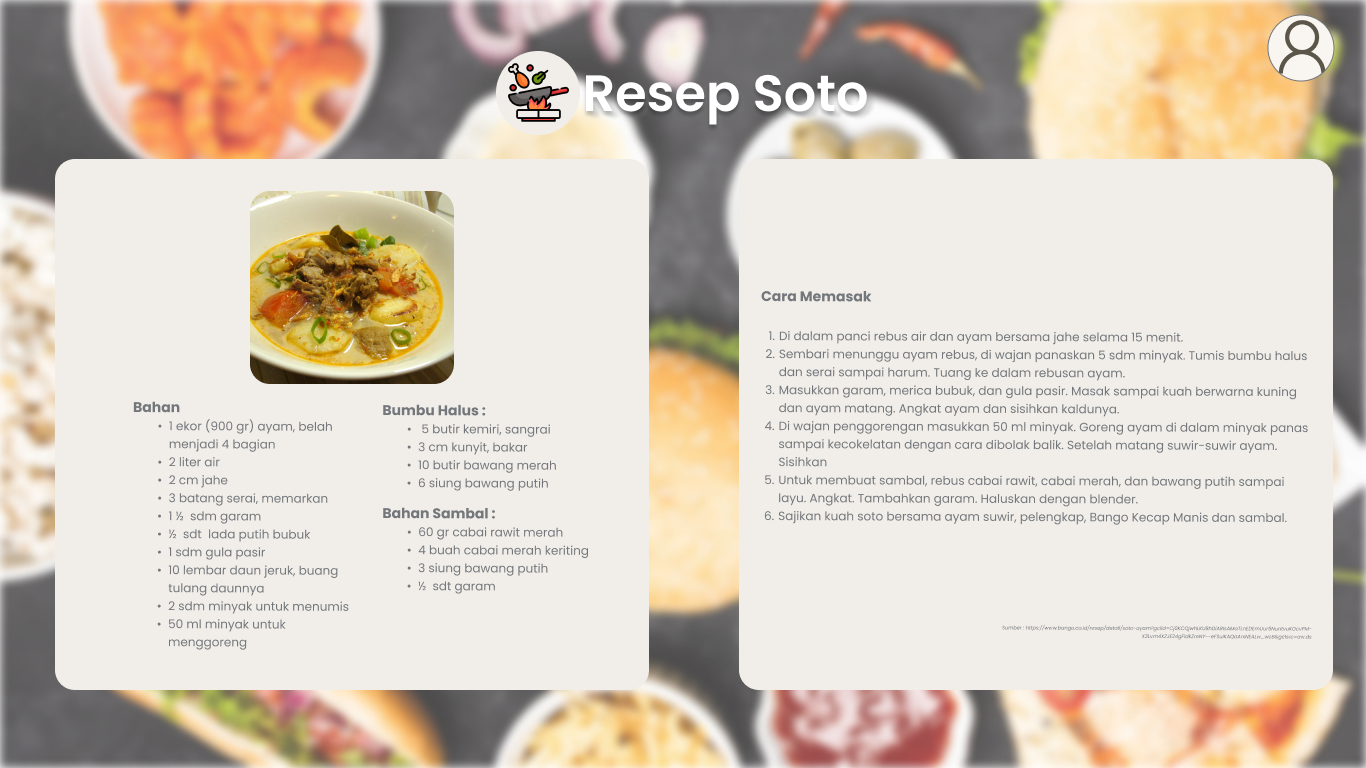 Resep Soto
Bahan
• 1 ekor (900 gr) ayam, belah
menjadi 4 bagian
• 2 liter air
• 2 cm jahe
• 3 batang serai, memarkan
• 1 ½ sdm garam
• ½ sdt lada putih bubuk
• 1 sdm gula pasir
• 10 lembar daun jeruk, buang
tulang daunnya
• 2 sdm minyak untuk menumis
• 50 ml minyak untuk
menggoreng
Bumbu Halus :
• 5 butir kemiri, sangrai
• 3 cm kunyit, bakar
• 10 butir bawang merah
• 6 siung bawang putih
Bahan Sambal :
• 60 gr cabai rawit merah
• 4 buah cabai merah keriting
• 3 siung bawang putih
• ½ sdt garam
Cara Memasak
1. Di dalam panci rebus air dan ayam bersama jahe selama 15 menit.
2. Sembari menunggu ayam rebus, di wajan panaskan 5 sdm minyak. Tumis bumbu halus
dan serai sampai harum. Tuang ke dalam rebusan ayam.
3. Masukkan garam, merica bubuk, dan gula pasir. Masak sampai kuah berwarna kuning
dan ayam matang. Angkat ayam dan sisihkan kaldunya.
4. Di wajan penggorengan masukkan 50 ml minyak. Goreng ayam di dalam minyak panas
sampai kecokelatan dengan cara dibolak balik. Setelah matang suwir-suwir ayam.
Sisihkan
5. Untuk membuat sambal, rebus cabai rawit, cabai merah, dan bawang putih sampai
layu. Angkat. Tambahkan garam. Haluskan dengan blender.
6. Sajikan kuah soto bersama ayam suwir, pelengkap, Bango Kecap Manis dan sambal.
Sumber :